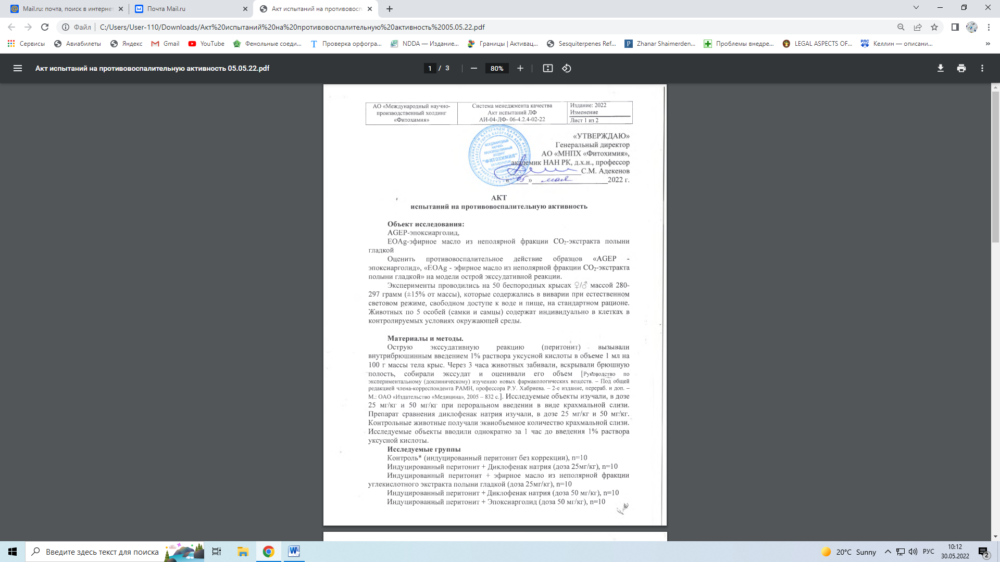 Mail.ru: почта, поиск в интернет
Почта Mail.ru
Акт испытаний на противовоспа
Файл
C:/Users/User-110/Downloads/Акт%20испытаний%20на%20противовоспалительную%20активность%2005.05.22.pdf
Сервисы
Авиабилеты
Яндекс
Gmail
YouTube
Фенольные соеди...
Проверка орфогра...
NDDA — Издание...
Границы | Активац...
Sesquiterpenes Ref...
Zhanar Shaimerden...
Проблемы внедре...
LEGAL ASPECTS OF...
Келлин — описани...
Акт испытаний на противовоспалительную активность 05.05.22.pdf
1 / 3
80%
АО «Международный научно-
производственный холдинг
«Фитохимия»
Система менеджмента качества
Акт испытаний ЛФ
АИ-04-ЛФ- 06-4.2.4-02-22
Издание: 2022
Изменение
Лист 1 из 2
«УТВЕРЖДАЮ»
Генеральный директор
АО «МНПХ «Фитохимия»,
академик НАН РК, д.х.н., профессор
С.М. Адекенов
« 05 » мая 2022 г.
"ФИТОХИМИЯ"
АКТ
испытаний на противовоспалительную активность
Объект исследования:
AGEP-эпоксиарголид,
EOAg-эфирное масло из неполярной фракции CO₂-экстракта полыни
гладкой
Оценить противовоспалительное действие образцов «AGEP -
эпоксиарголид», «EOAg - эфирное масло из неполярной фракции CO₂-экстракта
полыни гладкой» на модели острой экссудативной реакции.
Эксперименты проводились на 50 беспородных крысах ♀/♂ массой 280-
297 грамм (±15% от массы), которые содержались в виварии при естественном
световом режиме, свободном доступе к воде и пище, на стандартном рационе.
Животных по 5 особей (самки и самцы) содержат индивидуально в клетках в
контролируемых условиях окружающей среды.
Материалы и методы.
Острую экссудативную реакцию (перитонит) вызывали
внутрибрюшинным введением 1% раствора уксусной кислоты в объеме 1 мл на
100 г массы тела крыс. Через 3 часа животных забивали, вскрывали брюшную
полость, собирали экссудат и оценивали его объем [Руководство по
экспериментальному (доклиническому) изучению новых фармакологических веществ. – Под общей
редакцией члена-корреспондента РАМН, профессора Р.У. Хабриева. – 2-е издание, перераб. и доп. –
М.: ОАО «Издательство «Медицина», 2005 – 832 с.]. Исследуемые объекты изучали, в дозе
25 мг/кг и 50 мг/кг при пероральном введении в виде крахмальной слизи.
Препарат сравнения диклофенак натрия изучали, в дозе 25 мг/кг и 50 мг/кг.
Контрольные животные получали эквиобъемное количество крахмальной слизи.
Исследуемые объекты вводили однократно за 1 час до введения 1% раствора
уксусной кислоты.
Исследуемые группы
Контроль* (индуцированный перитонит без коррекции), n=10
Индуцированный перитонит + Диклофенак натрия (доза 25мг/кг), n=10
Индуцированный перитонит + эфирное масло из неполярной фракции
углекислотного экстракта полыни гладкой (доза 25мг/кг), n=10
Индуцированный перитонит + Диклофенак натрия (доза 50 мг/кг), n=10
Индуцированный перитонит + Эпоксиарголид (доза 50 мг/кг), n=10
Введите здесь текст для поиска
20°C Sunny
РУС
10:12
30.05.2022
2